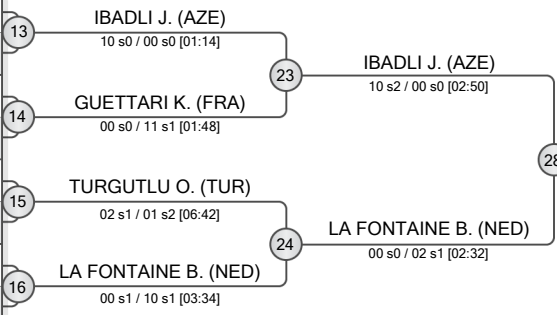 13
IBADLI J. (AZE)
10 s0 / 00 s0 [01:14]
23
IBADLI J. (AZE)
10 s2 / 00 s0 [02:50]
14
GUETTARI K. (FRA)
00 s0 / 11 s1 [01:48]
28
15
TURGUTLU O. (TUR)
02 s1 / 01 s2 [06:42]
24
LA FONTAINE B. (NED)
00 s0 / 02 s1 [02:32]
16
LA FONTAINE B. (NED)
00 s1 / 10 s1 [03:34]